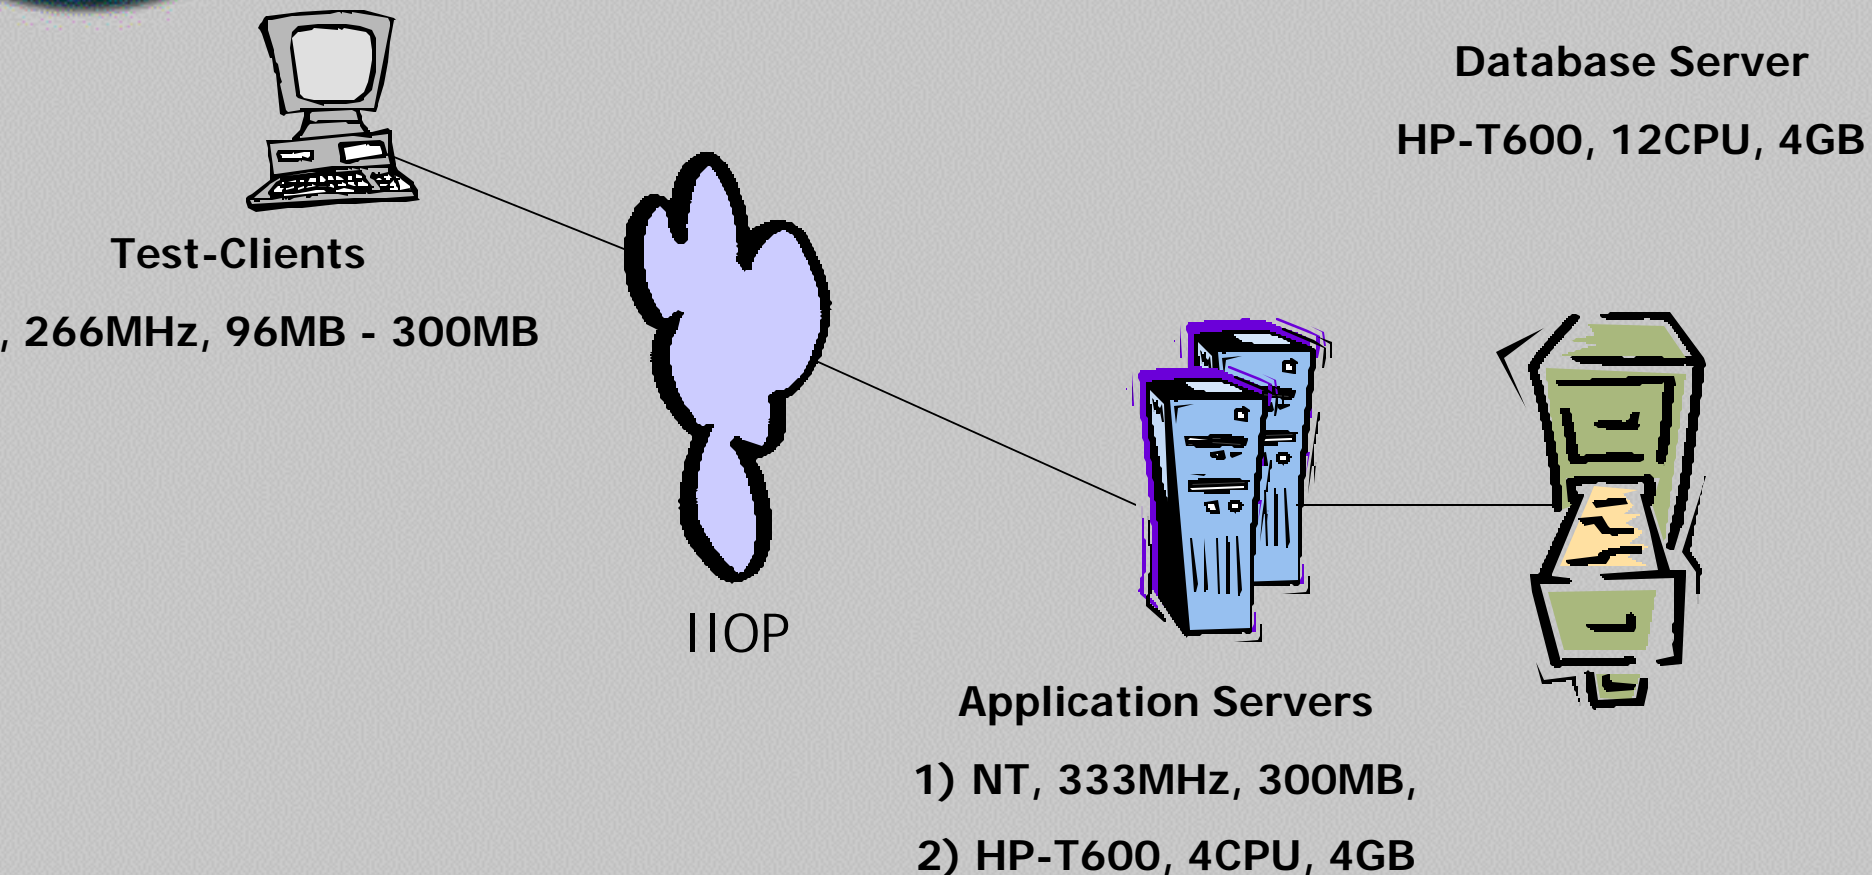 Database Server
HP-T600, 12CPU, 4GB
Test-Clients
, 266MHz, 96MB - 300MB
IIOP
Application Servers
1) NT, 333MHz, 300MB,
2) HP-T600, 4CPU, 4GB